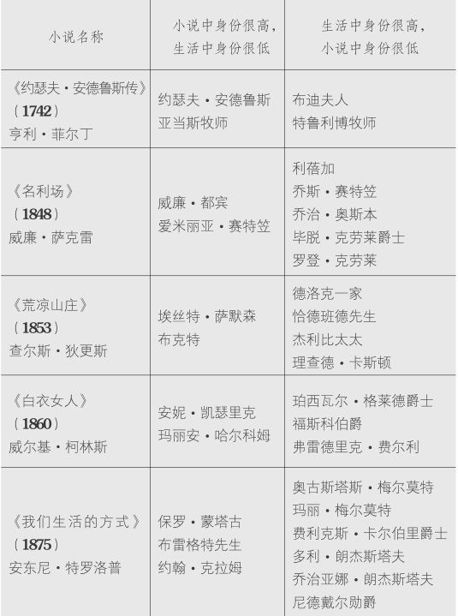 小说名称
小说中身份很高，
生活中身份很低
生活中身份很高，
小说中身份很低
《约瑟夫·安德鲁斯传》
（1742）
亨利·菲尔丁
约瑟夫·安德鲁斯
亚当斯牧师
布迪夫人
特鲁利博牧师
《名利场》
（1848）
威廉·萨克雷
威廉·都宾
爱米丽亚·赛特笠
利蓓加
乔斯·赛特笠
乔治·奥斯本
毕脱·克劳莱爵士
罗登·克劳莱
《荒凉山庄》
（1853）
查尔斯·狄更斯
埃丝特·萨默森
布克特
德洛克一家
恰德班德先生
杰利比太太
理查德·卡斯顿
《白衣女人》
（1860）
威尔基·柯林斯
安妮·凯瑟里克
玛丽安·哈尔科姆
珀西瓦尔·格莱德爵士
福斯科伯爵
弗雷德里克·费尔利
《我们生活的方式》
（1875）
安东尼·特罗洛普
保罗·蒙塔古
布雷格特先生
约翰·克拉姆
奥古斯塔斯·梅尔莫特
玛丽·梅尔莫特
费利克斯·卡尔伯里爵士
多利·朗杰斯塔夫
乔治亚娜·朗杰斯塔夫
尼德戴尔勋爵